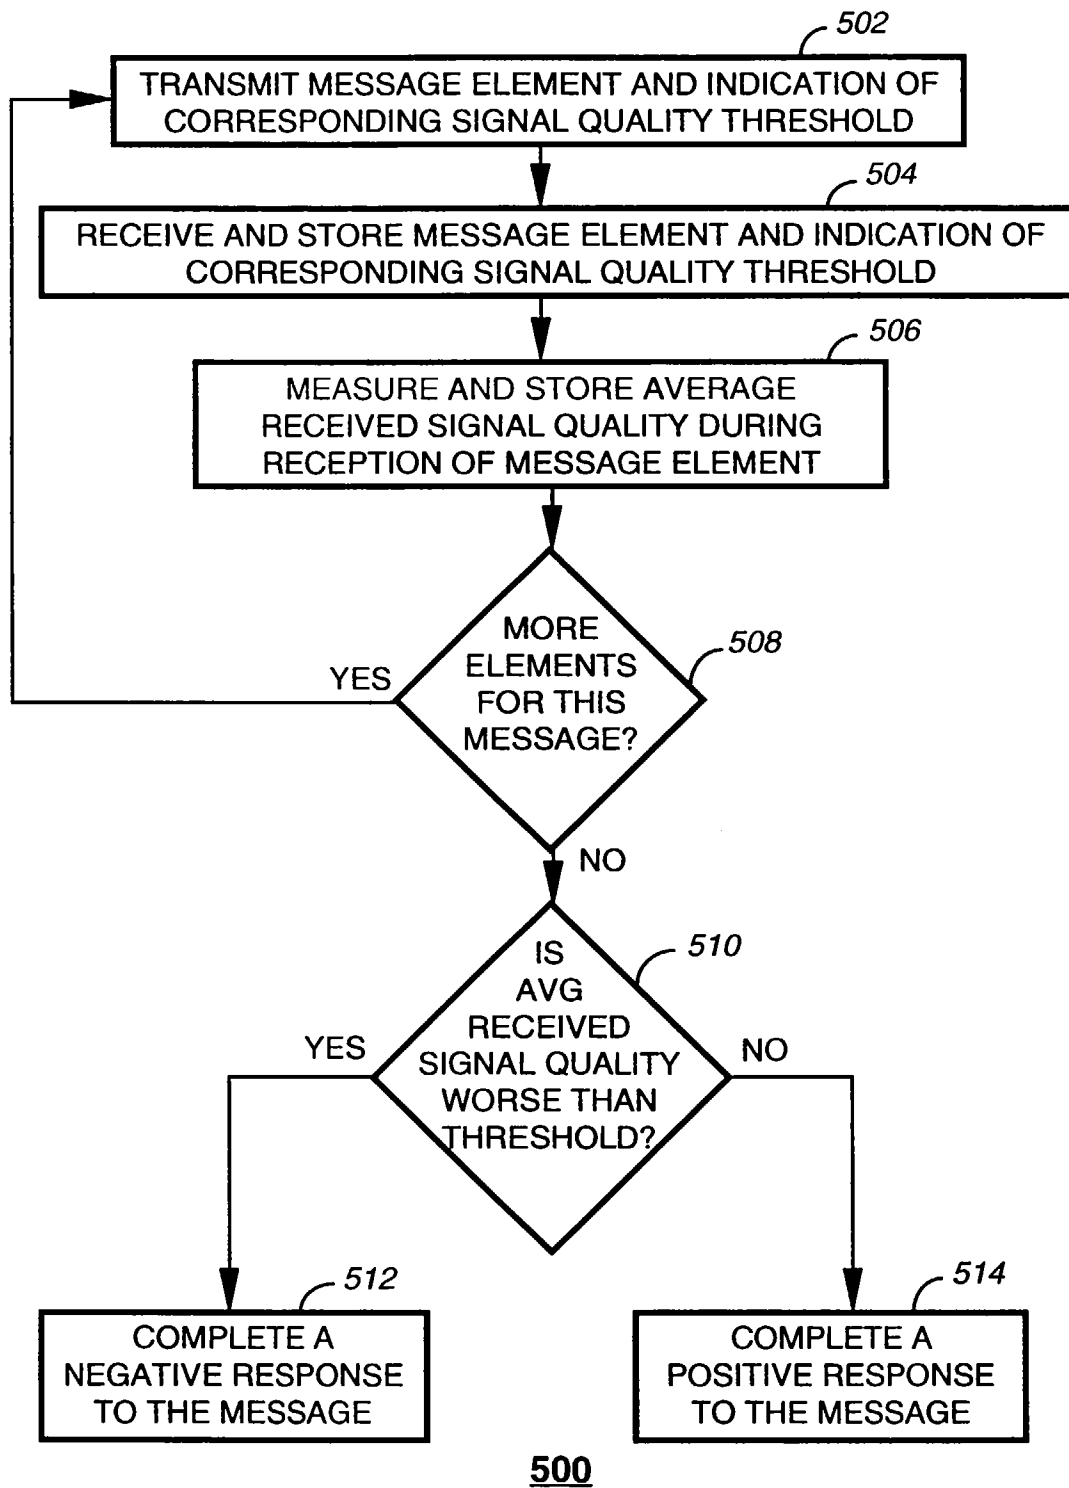 502
TRANSMIT MESSAGE ELEMENT AND INDICATION OF
CORRESPONDING SIGNAL QUALITY THRESHOLD
504
RECEIVE AND STORE MESSAGE ELEMENT AND INDICATION OF
CORRESPONDING SIGNAL QUALITY THRESHOLD
506
MEASURE AND STORE AVERAGE
RECEIVED SIGNAL QUALITY DURING
RECEPTION OF MESSAGE ELEMENT
508
MORE
ELEMENTS
FOR THIS
MESSAGE?
YES
NO
510
IS
AVG
RECEIVED
SIGNAL QUALITY
WORSE THAN
THRESHOLD?
YES
NO
512
COMPLETE A
NEGATIVE RESPONSE
TO THE MESSAGE
514
COMPLETE A
POSITIVE RESPONSE
TO THE MESSAGE
500